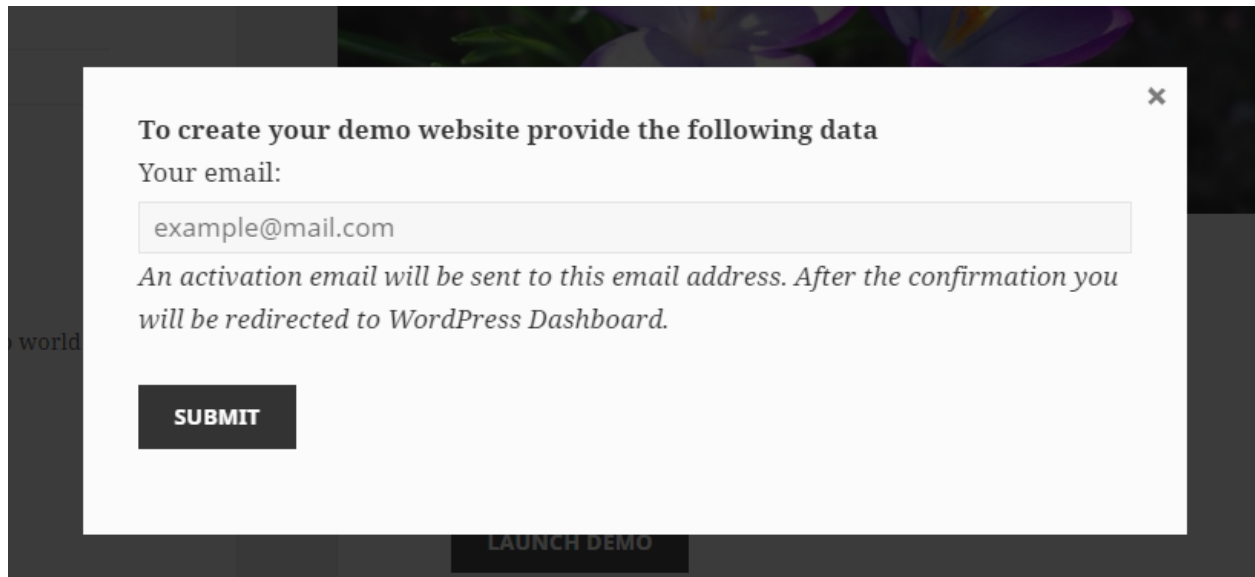 ×
To create your demo website provide the following data
Your email:
example@mail.com
An activation email will be sent to this email address. After the confirmation you
will be redirected to WordPress Dashboard.
world
SUBMIT
LAUNCH DEMO